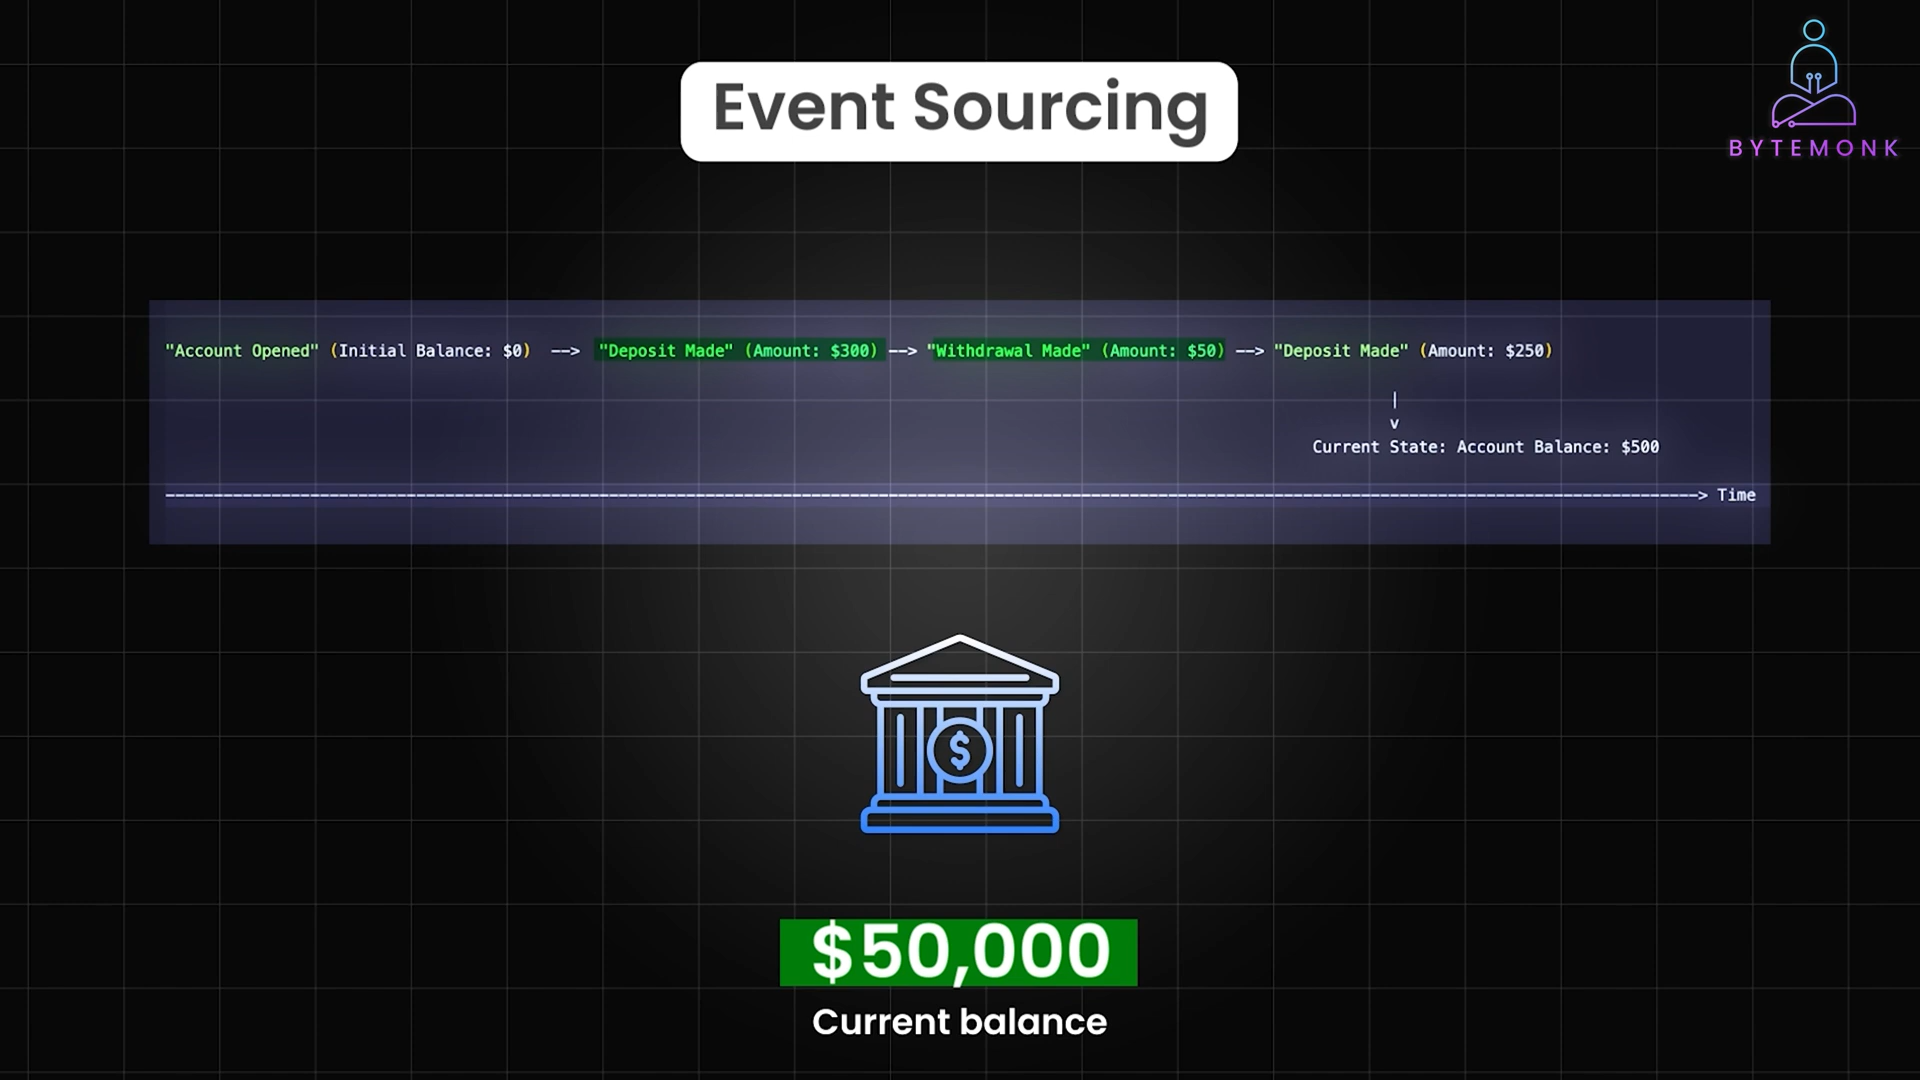 Event Sourcing
BYTEMONK
"Account Opened" (Initial Balance: $0) --> "Deposit Made" (Amount: $300) --> "Withdrawal Made" (Amount: $50) --> "Deposit Made" (Amount: $250)
|
v
Current State: Account Balance: $500
-----------------------------------------------------------------------------------------------> Time
$
$50,000
Current balance